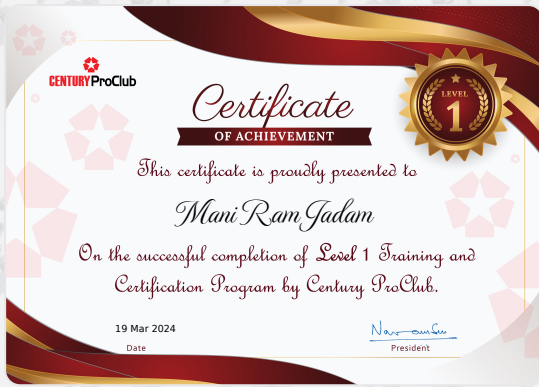 CENTURY ProClub
LEVEL
1
Certificate
OF ACHIEVEMENT
This certificate is proudly presented to
Mani Ram Jadam
On the successful completion of Level 1 Training and
Certification Program by Century ProClub.
19 Mar 2024
Date
President